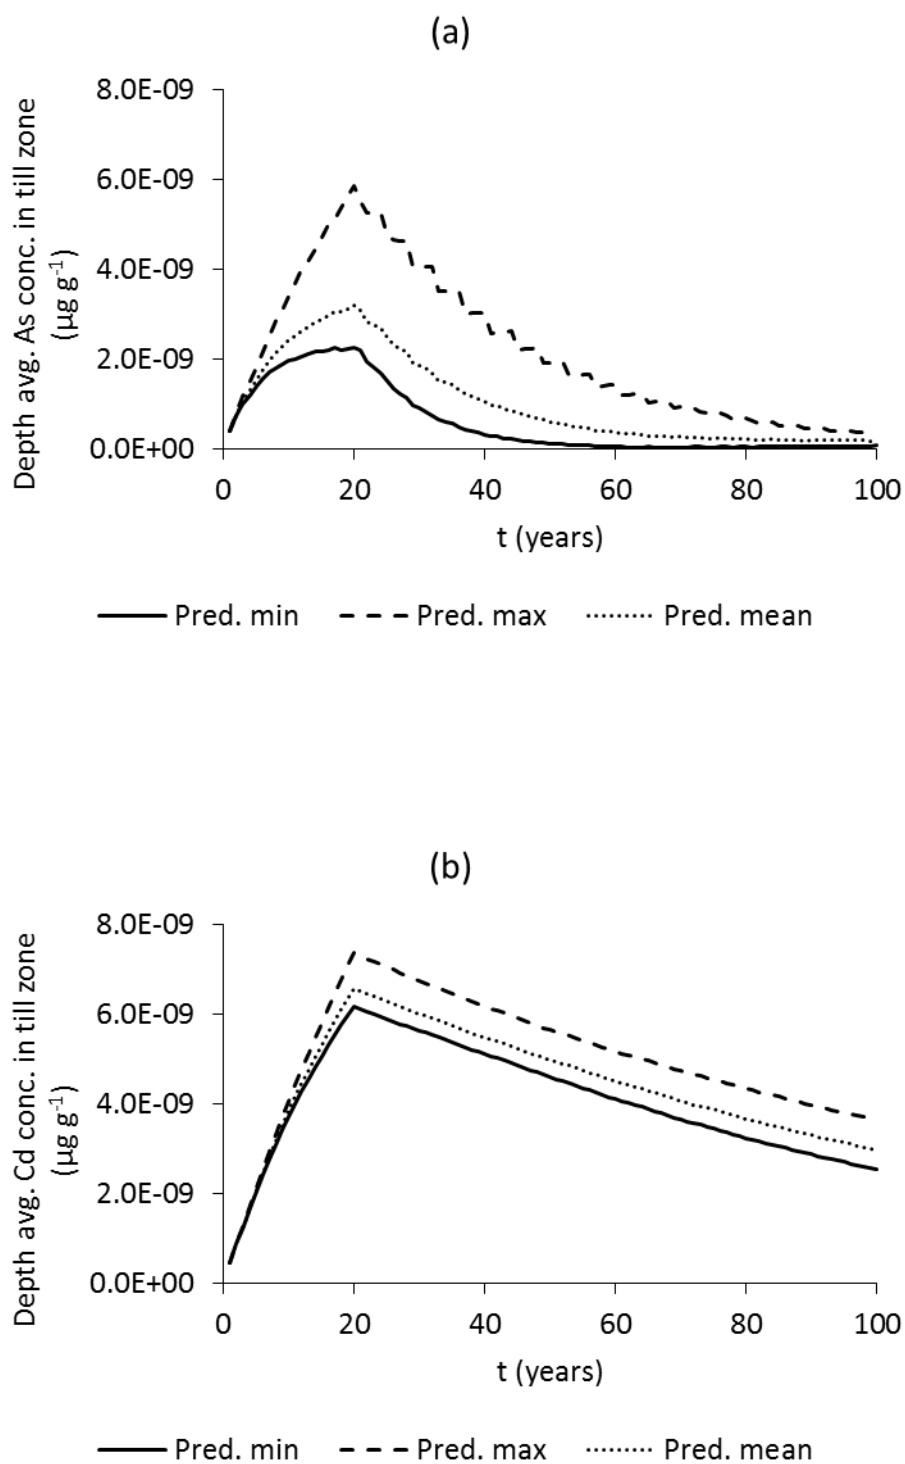 (a)
Depth avg. As conc. in till zone
(µg g⁻¹)
8.0E-09
6.0E-09
4.0E-09
2.0E-09
0.0E+00
0 20 40 60 80 100
t (years)
Pred. min Pred. max Pred. mean
(b)
Depth avg. Cd conc. in till zone
(µg g⁻¹)
8.0E-09
6.0E-09
4.0E-09
2.0E-09
0.0E+00
0 20 40 60 80 100
t (years)
Pred. min Pred. max Pred. mean